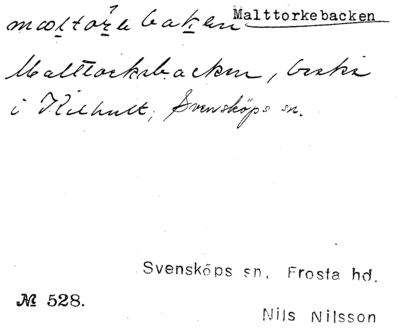 Malttorkebacken
Malttorkebacken, backe
i Kilhult, Svensköps sn.
Svensköps sn, Frosta hd.
№ 528.
Nils Nilsson